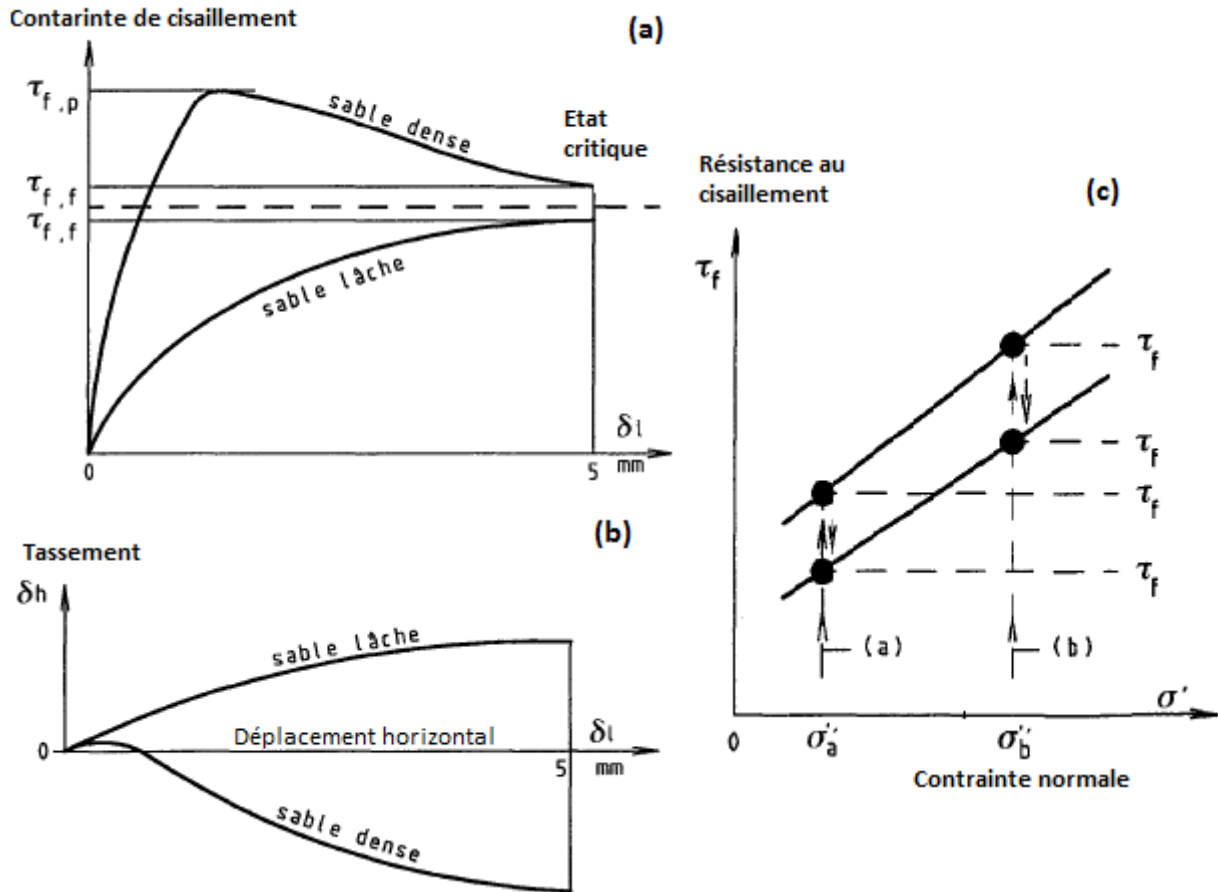 Contarinte de cisaillement
(a)
τf,p
sable dense
Etat
critique
τf,f
τf,f
sable lâche
δl
0
5
mm
Tassement
(b)
δh
sable lâche
Déplacement horizontal
δl
0
5
mm
sable dense
Résistance au
cisaillement
(c)
τf
τf
τf
τf
τf
(a)
(b)
σ'
0
σ'a
σ'b
Contrainte normale